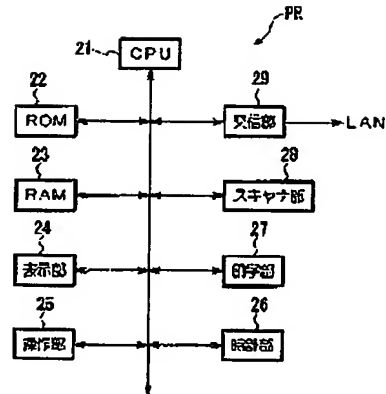 PR
21 CPU
22 29
ROM 交信部 LAN
23 28
RAM スキャナ部
24 27
表示部 印字部
25 26
操作部 時計部